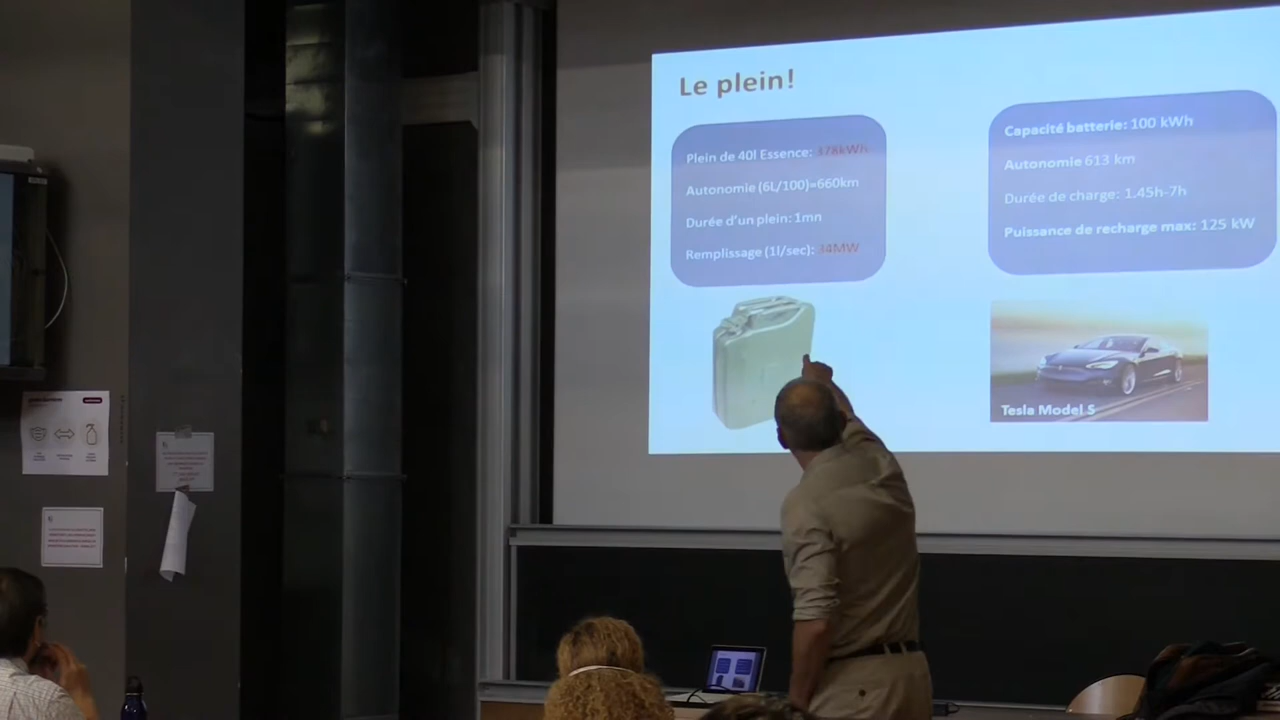 Le plein!
Plein de 40l Essence: 378kWh
Autonomie (6L/100)=660km
Durée d'un plein: 1mn
Remplissage (1l/sec): 34MW
Capacité batterie: 100 kWh
Autonomie 613 km
Durée de charge: 1.45h-7h
Puissance de recharge max: 125 kW
Tesla Model S